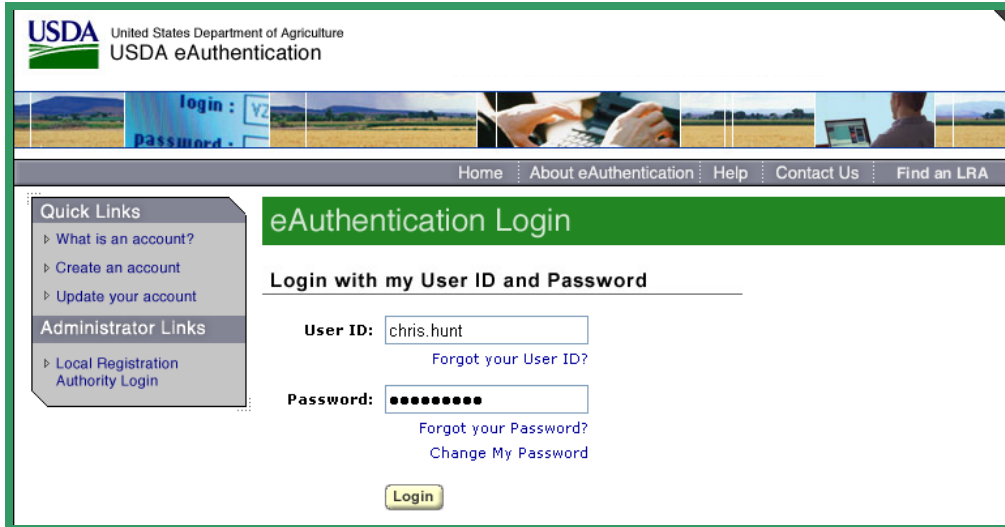 USDA United States Department of Agriculture
USDA eAuthentication
login :
password :
Home About eAuthentication Help Contact Us Find an LRA
Quick Links
What is an account?
Create an account
Update your account
Administrator Links
Local Registration
Authority Login
eAuthentication Login
Login with my User ID and Password
User ID: chris.hunt
Forgot your User ID?
Password: •••••••••
Forgot your Password?
Change My Password
Login